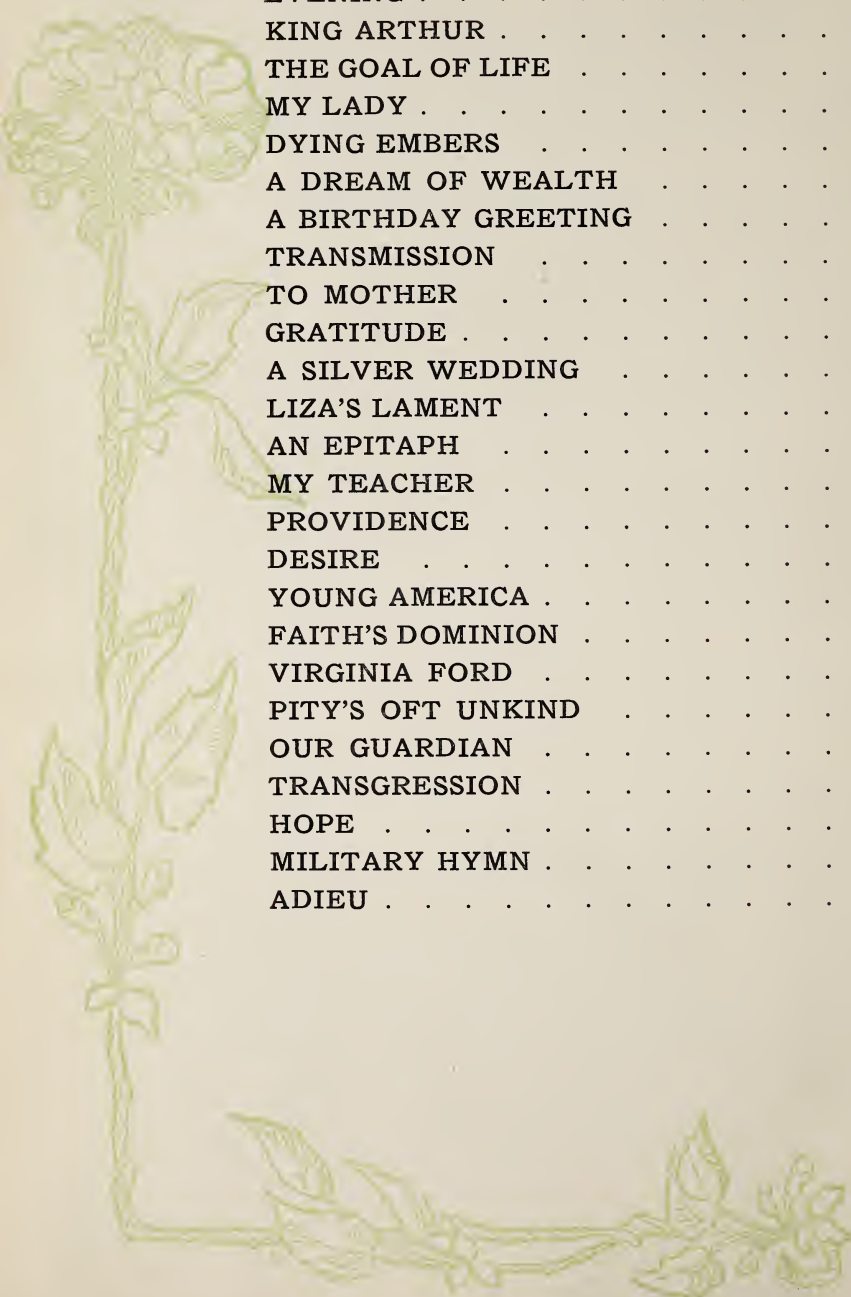 KING ARTHUR . . . . . . . . .
THE GOAL OF LIFE . . . . . . .
MY LADY . . . . . . . . . . .
DYING EMBERS . . . . . . . .
A DREAM OF WEALTH . . . . .
A BIRTHDAY GREETING . . . . .
TRANSMISSION . . . . . . . .
TO MOTHER . . . . . . . . .
GRATITUDE . . . . . . . . . .
A SILVER WEDDING . . . . . .
LIZA'S LAMENT . . . . . . . .
AN EPITAPH . . . . . . . . .
MY TEACHER . . . . . . . . .
PROVIDENCE . . . . . . . . .
DESIRE . . . . . . . . . . .
YOUNG AMERICA . . . . . . . .
FAITH'S DOMINION . . . . . . .
VIRGINIA FORD . . . . . . . .
PITY'S OFT UNKIND . . . . . .
OUR GUARDIAN . . . . . . . .
TRANSGRESSION . . . . . . . .
HOPE . . . . . . . . . . . .
MILITARY HYMN . . . . . . . .
ADIEU . . . . . . . . . . . .